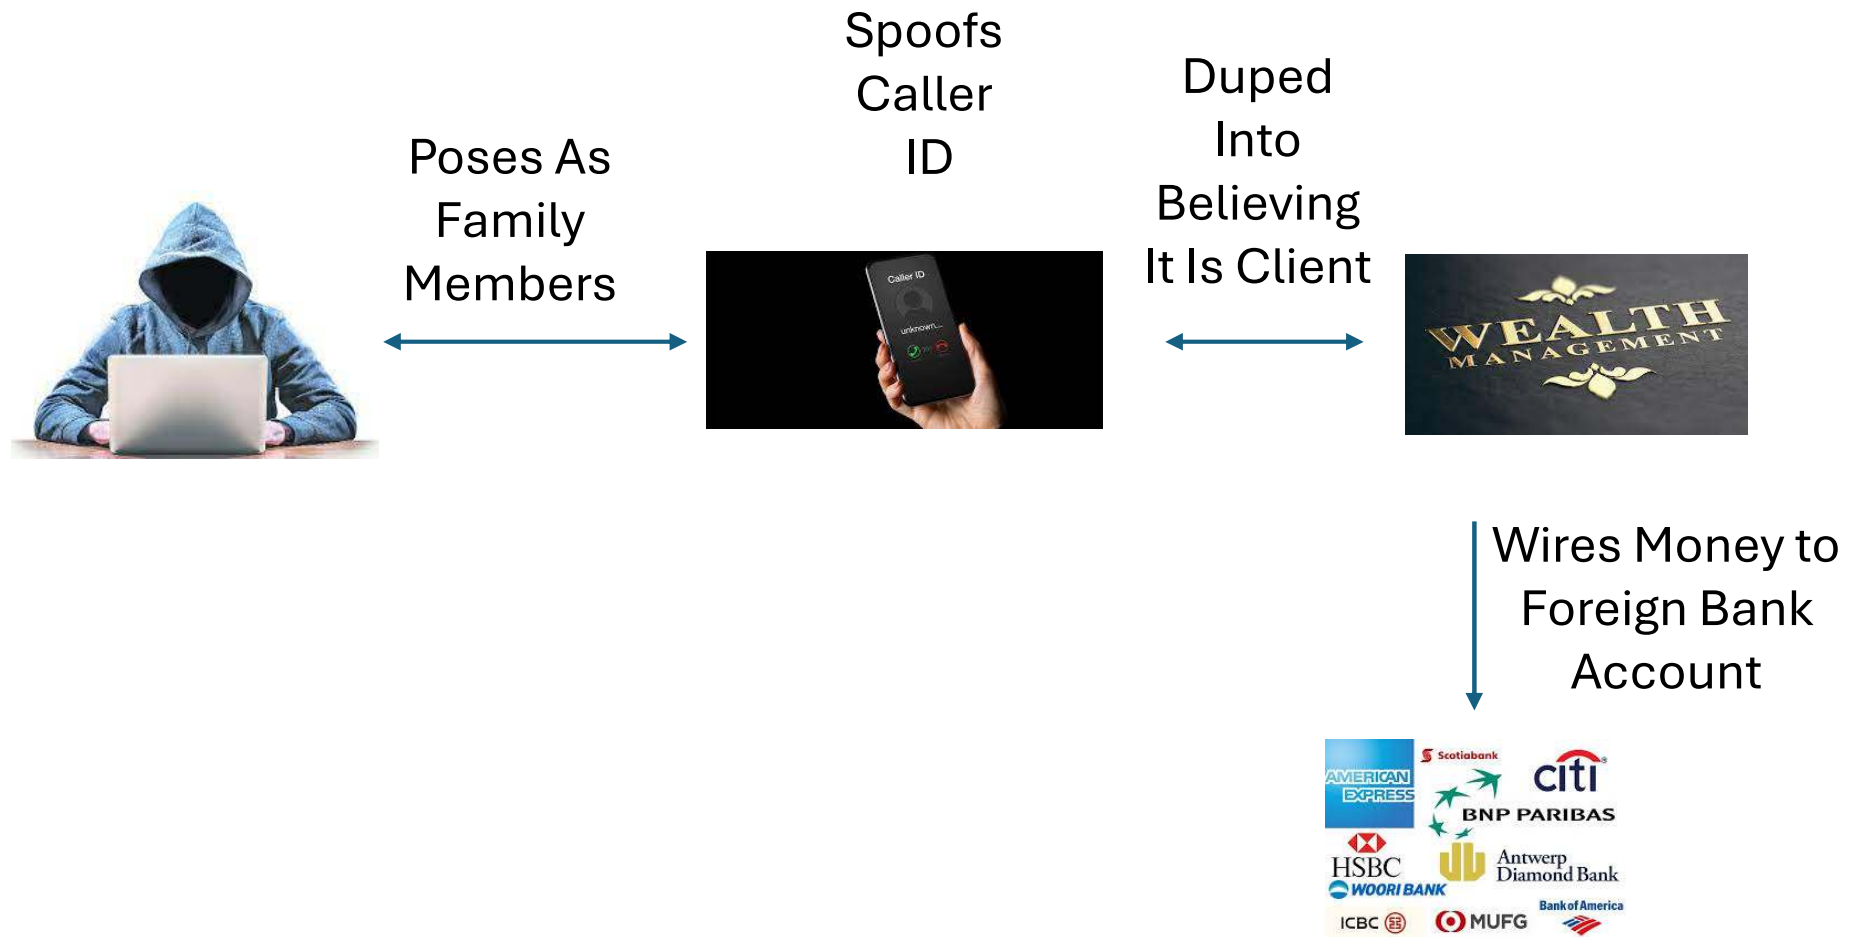 Spoofs
Caller
ID
Duped
Into
Believing
It Is Client
Poses As
Family
Members
Caller ID
unknown...
WEALTH
MANAGEMENT
Wires Money to
Foreign Bank
Account
AMERICAN
EXPRESS
Scotiabank
citi
BNP PARIBAS
HSBC
Antwerp
Diamond Bank
WOORI BANK
ICBC
MUFG
Bank of America